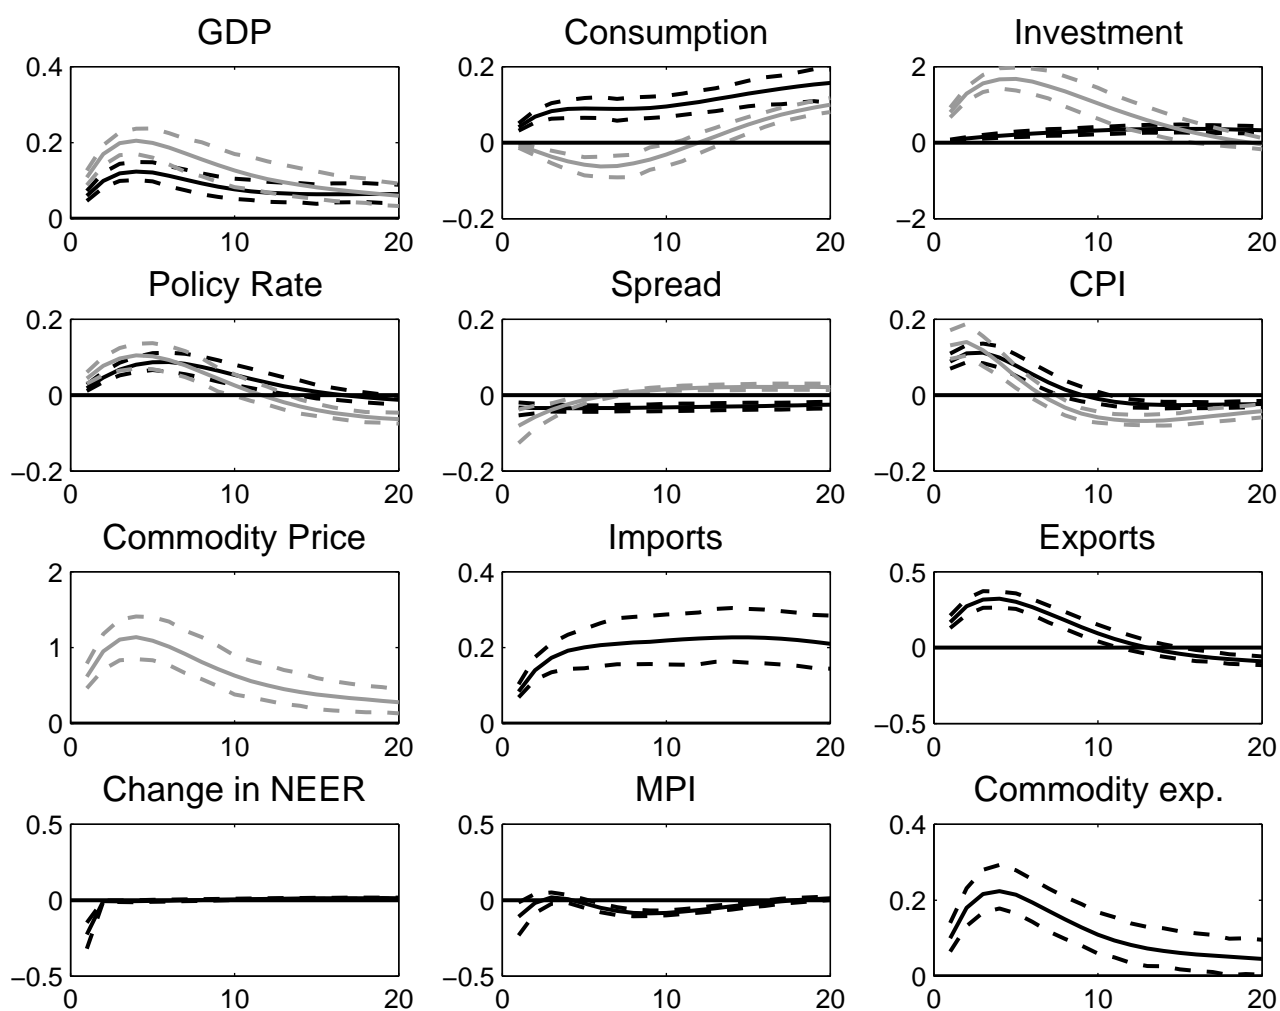 GDP Consumption Investment
0.4 0.2 2
0.2 0 0
0 −0.2 −2
0 10 20 0 10 20 0 10 20
Policy Rate Spread CPI
0.2 0.2 0.2
0 0 0
−0.2 −0.2 −0.2
0 10 20 0 10 20 0 10 20
Commodity Price Imports Exports
2 0.4 0.5
1 0.2 0
0 0 −0.5
0 10 20 0 10 20 0 10 20
Change in NEER MPI Commodity exp.
0.5 0.5 0.4
0 0 0.2
−0.5 −0.5 0
0 10 20 0 10 20 0 10 20